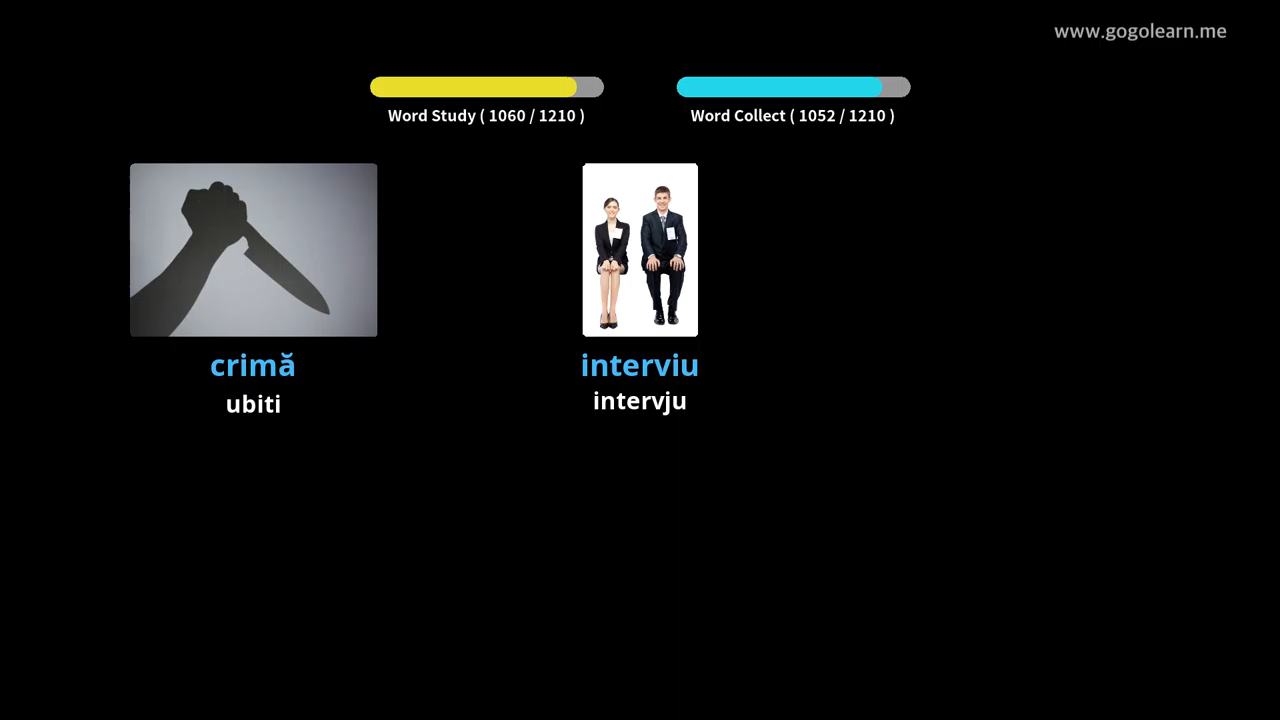 www.gogolearn.me
Word Study ( 1060 / 1210 )
Word Collect ( 1052 / 1210 )
crimă
ubiti
interviu
intervju